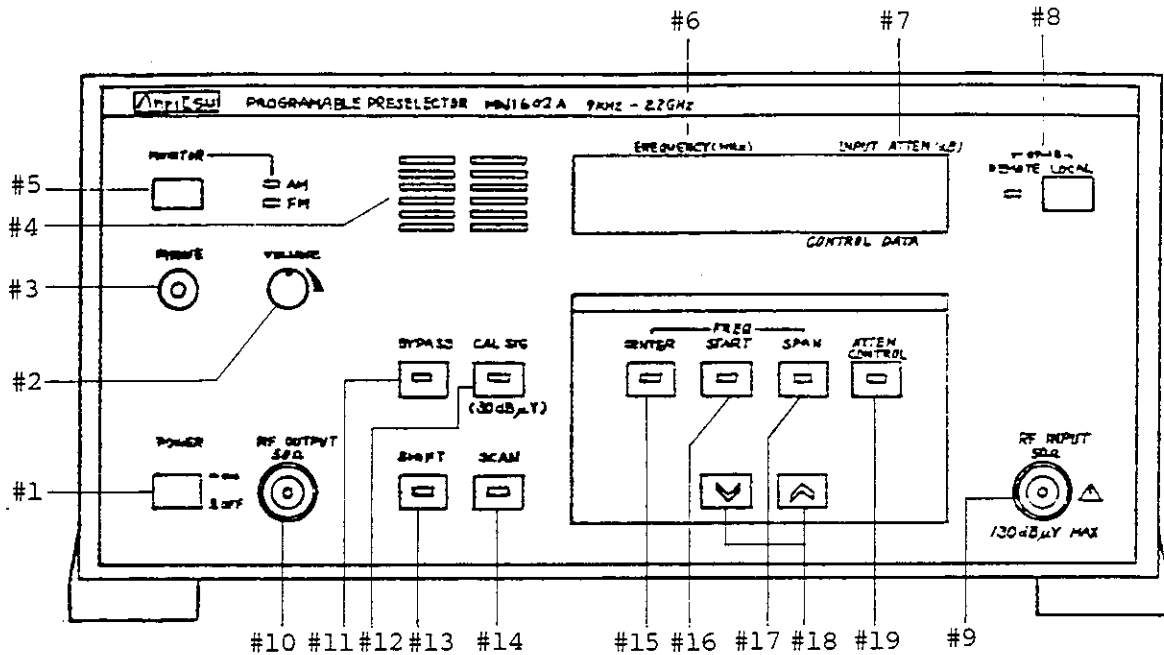 #6 #7 #8
Anritsu PROGRAMABLE PRESELECTOR MN1602A 9KHz - 2.2GHz
MONITOR
AM
FM
FREQUENCY(MHz) INPUT ATTEN(dB)
REMOTE LOCAL
#5
#4
CONTROL DATA
PHONE VOLUME
#3
FREQ
BYPASS CAL SIG
CENTER START SPAN ATTEN
CONTROL
#2
(30dBμV)
POWER RF OUTPUT
50Ω
ON
OFF
SHIFT SCAN
RF INPUT
50Ω
#1
130dBμV MAX
#10 #11 #12 #13 #14 #15 #16 #17 #18 #19 #9